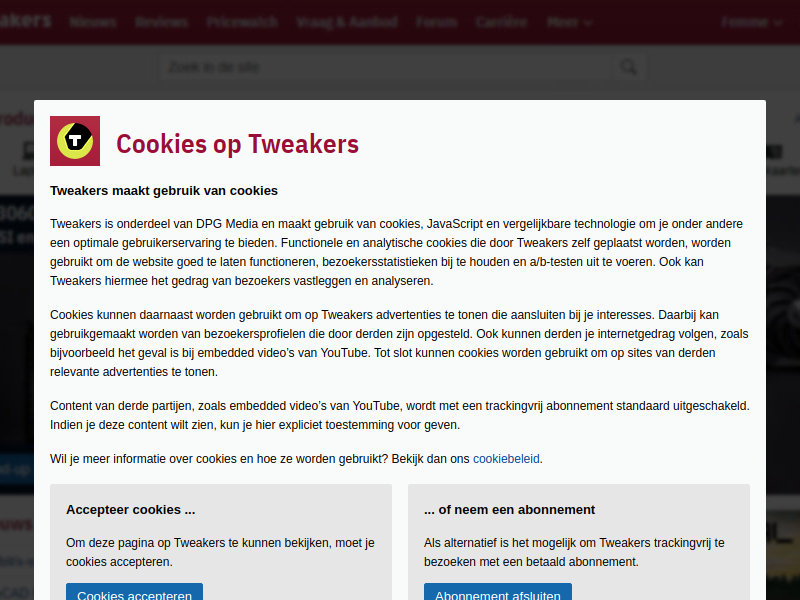 akers Nieuws Reviews Pricewatch Vraag & Aanbod Forum Carrière Meer Femme
Zoek in de site
Cookies op Tweakers
Tweakers maakt gebruik van cookies
Tweakers is onderdeel van DPG Media en maakt gebruik van cookies, JavaScript en vergelijkbare technologie om je onder andere
een optimale gebruikerservaring te bieden. Functionele en analytische cookies die door Tweakers zelf geplaatst worden, worden
gebruikt om de website goed te laten functioneren, bezoekersstatistieken bij te houden en a/b-testen uit te voeren. Ook kan
Tweakers hiermee het gedrag van bezoekers vastleggen en analyseren.
Cookies kunnen daarnaast worden gebruikt om op Tweakers advertenties te tonen die aansluiten bij je interesses. Daarbij kan
gebruikgemaakt worden van bezoekersprofielen die door derden zijn opgesteld. Ook kunnen derden je internetgedrag volgen, zoals
bijvoorbeeld het geval is bij embedded video's van YouTube. Tot slot kunnen cookies worden gebruikt om op sites van derden
relevante advertenties te tonen.
Content van derde partijen, zoals embedded video's van YouTube, wordt met een trackingvrij abonnement standaard uitgeschakeld.
Indien je deze content wilt zien, kun je hier expliciet toestemming voor geven.
Wil je meer informatie over cookies en hoe ze worden gebruikt? Bekijk dan ons cookiebeleid.
Accepteer cookies ...
Om deze pagina op Tweakers te kunnen bekijken, moet je
cookies accepteren.
Cookies accepteren
... of neem een abonnement
Als alternatief is het mogelijk om Tweakers trackingvrij te
bezoeken met een betaald abonnement.
Abonnement afsluiten